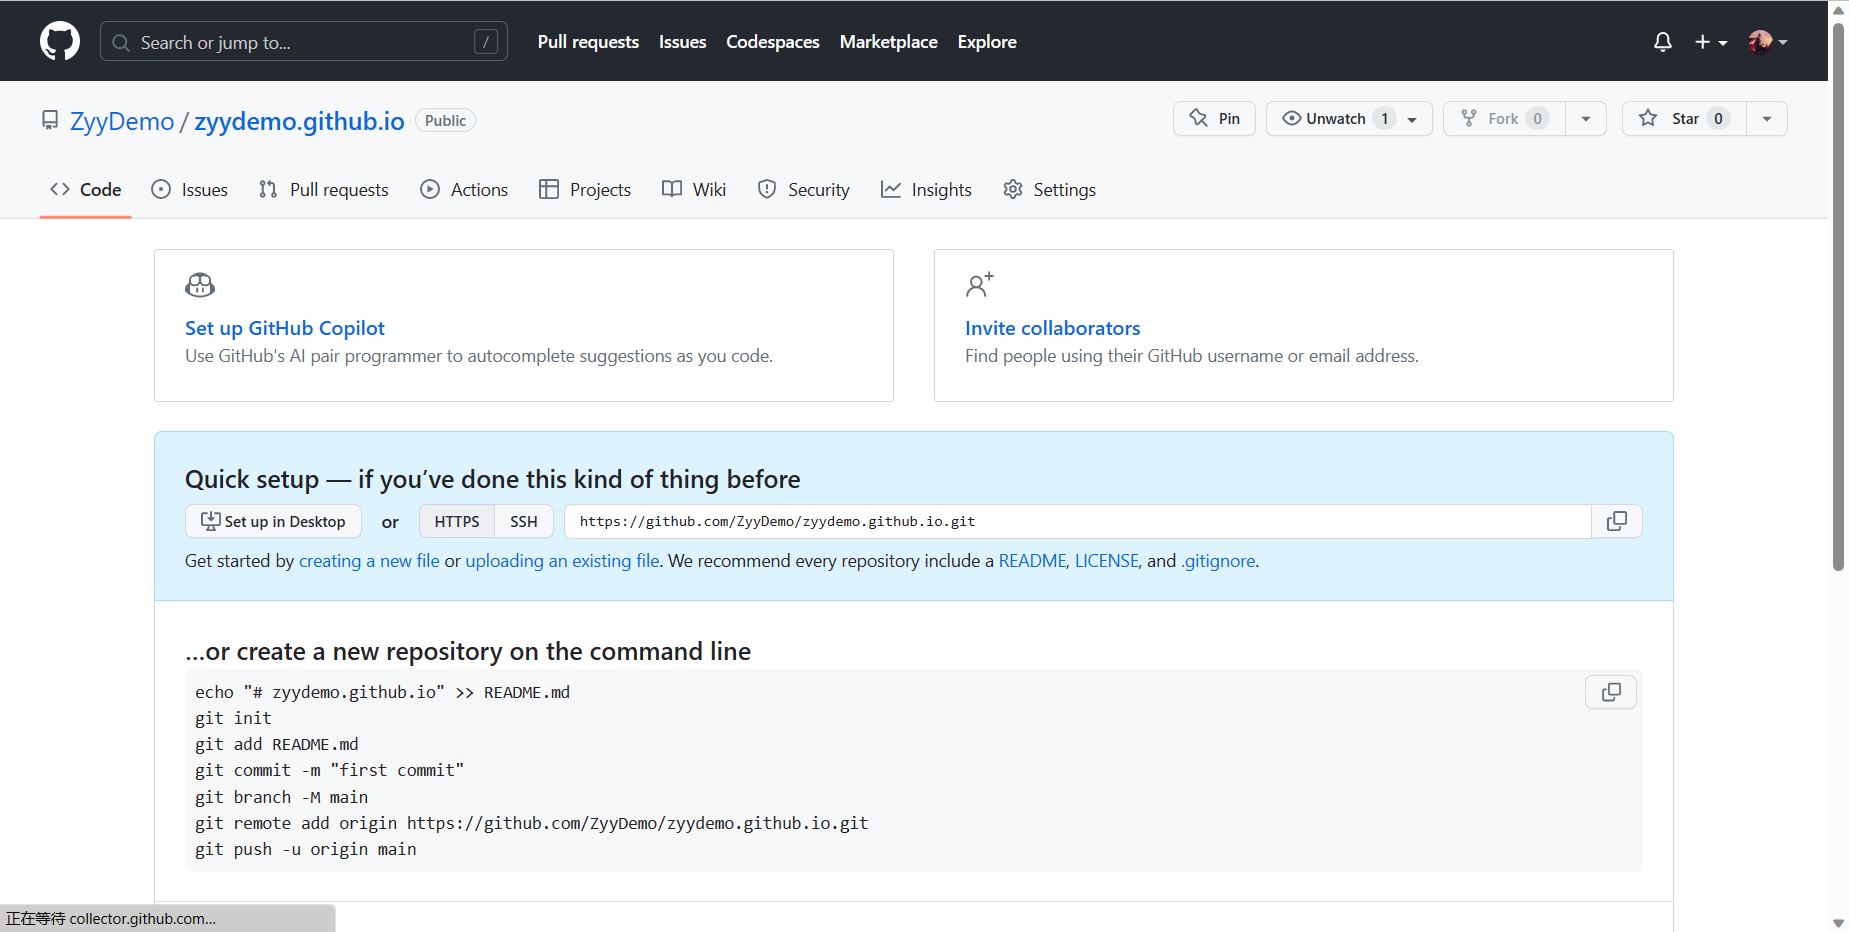 Search or jump to... /
Pull requests Issues Codespaces Marketplace Explore
ZyyDemo / zyydemo.github.io Public
Pin Unwatch 1 Fork 0 Star 0
Code Issues Pull requests Actions Projects Wiki Security Insights Settings
Set up GitHub Copilot
Use GitHub's AI pair programmer to autocomplete suggestions as you code.
Invite collaborators
Find people using their GitHub username or email address.
Quick setup — if you’ve done this kind of thing before
Set up in Desktop or HTTPS SSH https://github.com/ZyyDemo/zyydemo.github.io.git
Get started by creating a new file or uploading an existing file. We recommend every repository include a README, LICENSE, and .gitignore.
…or create a new repository on the command line
echo "# zyydemo.github.io" >> README.md
git init
git add README.md
git commit -m "first commit"
git branch -M main
git remote add origin https://github.com/ZyyDemo/zyydemo.github.io.git
git push -u origin main
正在等待 collector.github.com...